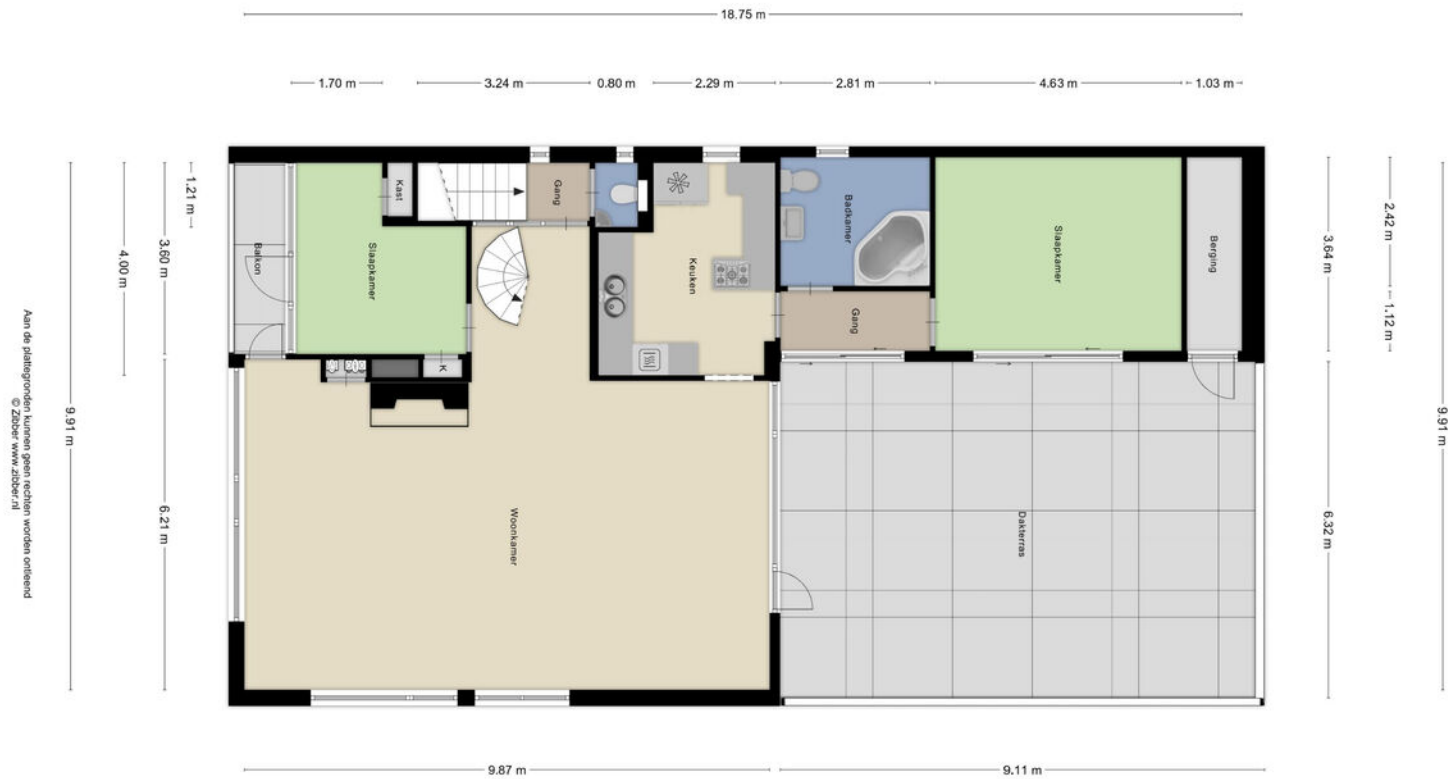 18.75 m
1.70 m
3.24 m
0.80 m
2.29 m
2.81 m
4.63 m
1.03 m
1.21 m
3.60 m
4.00 m
9.91 m
6.21 m
Balkon
Slaapkamer
Kast
Gang
K
Keuken
Badkamer
Gang
Slaapkamer
Berging
Woonkamer
Dakterras
2.42 m
3.64 m
1.12 m
9.91 m
6.32 m
9.87 m
9.11 m
Aan de plattegronden kunnen geen rechten worden ontleend
© Zibber www.zibber.nl